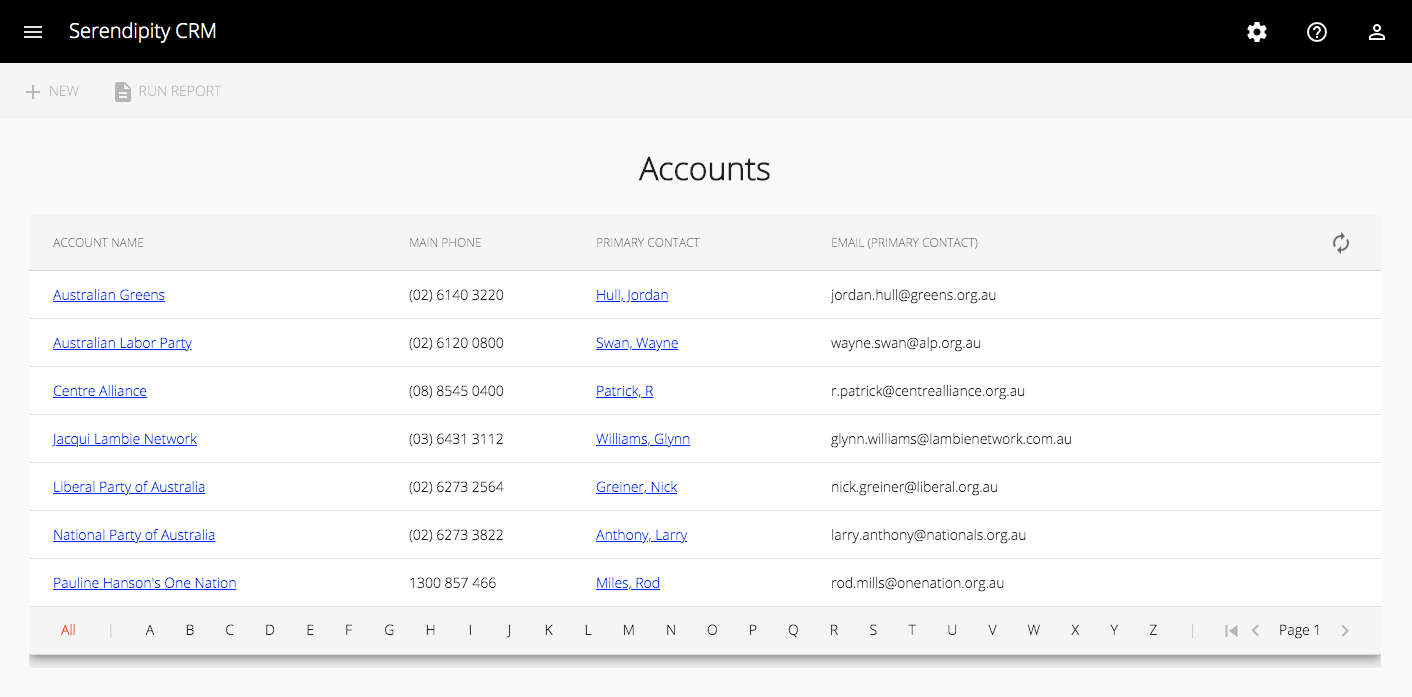 Serendipity CRM
NEW RUN REPORT
Accounts
ACCOUNT NAME MAIN PHONE PRIMARY CONTACT EMAIL (PRIMARY CONTACT)
Australian Greens (02) 6140 3220 Hull, Jordan jordan.hull@greens.org.au
Australian Labor Party (02) 6120 0800 Swan, Wayne wayne.swan@alp.org.au
Centre Alliance (08) 8545 0400 Patrick, R r.patrick@centrealliance.org.au
Jacqui Lambie Network (03) 6431 3112 Williams, Glynn glynn.williams@lambienetwork.com.au
Liberal Party of Australia (02) 6273 2564 Greiner, Nick nick.greiner@liberal.org.au
National Party of Australia (02) 6273 3822 Anthony, Larry larry.anthony@nationals.org.au
Pauline Hanson's One Nation 1300 857 466 Miles, Rod rod.mills@onenation.org.au
All | A B C D E F G H I J K L M N O P Q R S T U V W X Y Z | Page 1